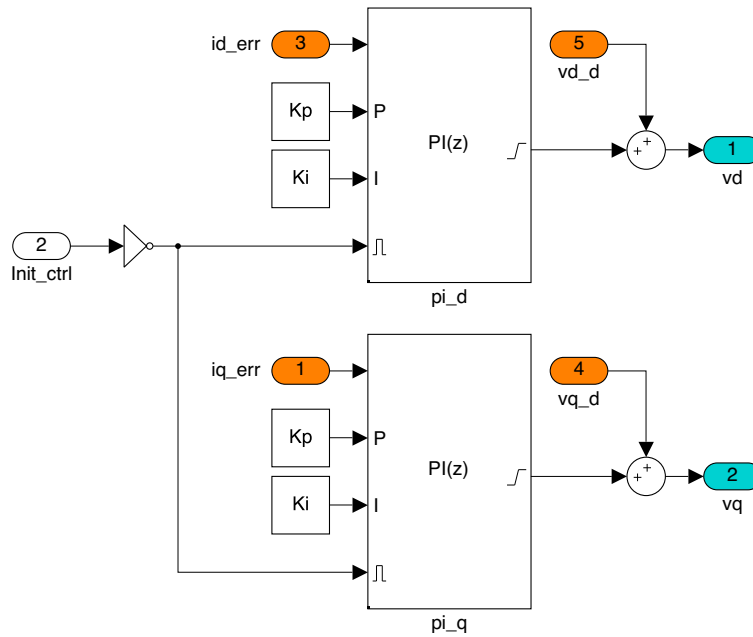 id_err
3
5
vd_d
Kp
P
PI(z)
+
+
1
vd
Ki
I
2
Init_ctrl
pi_d
iq_err
1
4
vq_d
Kp
P
PI(z)
+
+
2
vq
Ki
I
pi_q